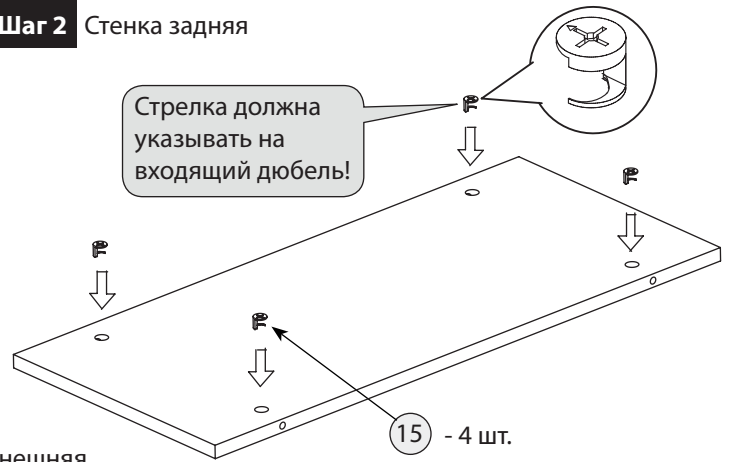 Шаг 2 Стенка задняя
Стрелка должна
указывать на
входящий дюбель!
15 - 4 шт.